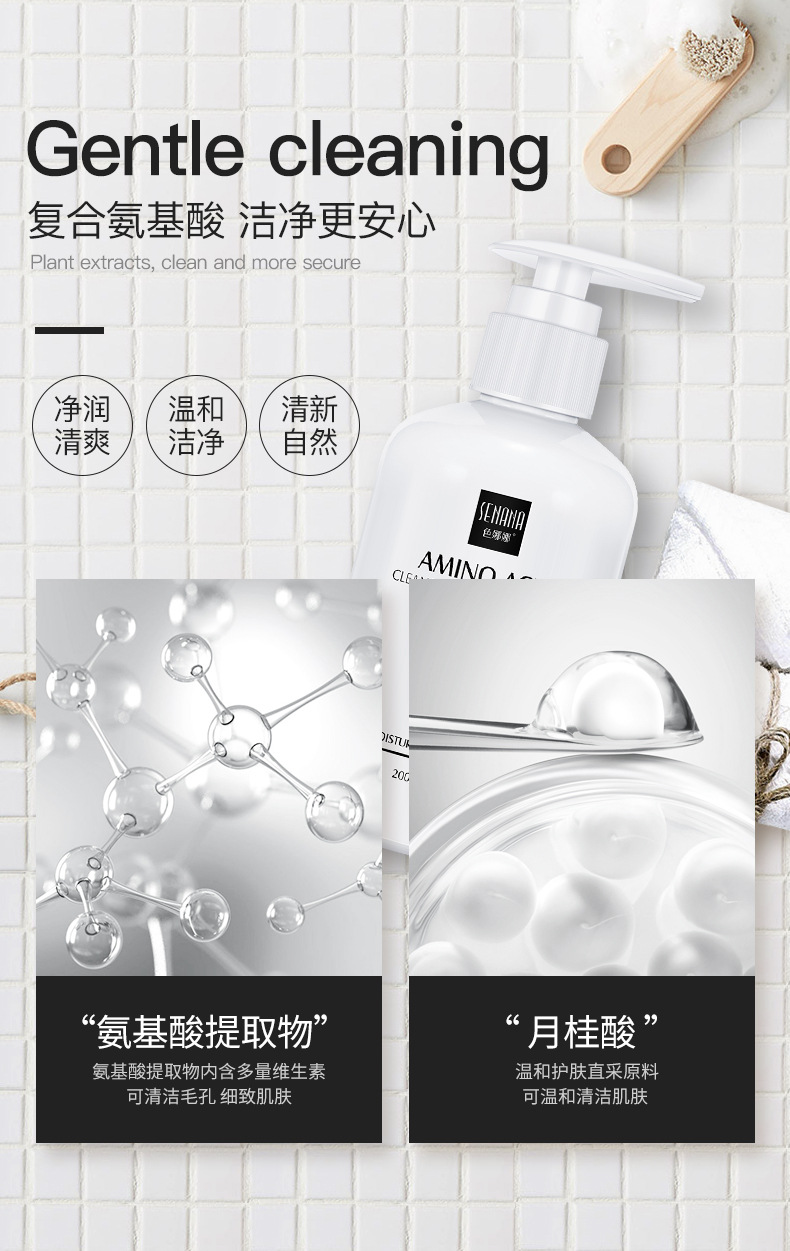 Gentle cleaning
复合氨基酸 洁净更安心
Plant extracts, clean and more secure
净润
清爽
温和
洁净
清新
自然
SENANA
色娜娜®
AMINO
“氨基酸提取物”
氨基酸提取物内含多量维生素
可清洁毛孔 细致肌肤
“月桂酸”
温和护肤直采原料
可温和清洁肌肤